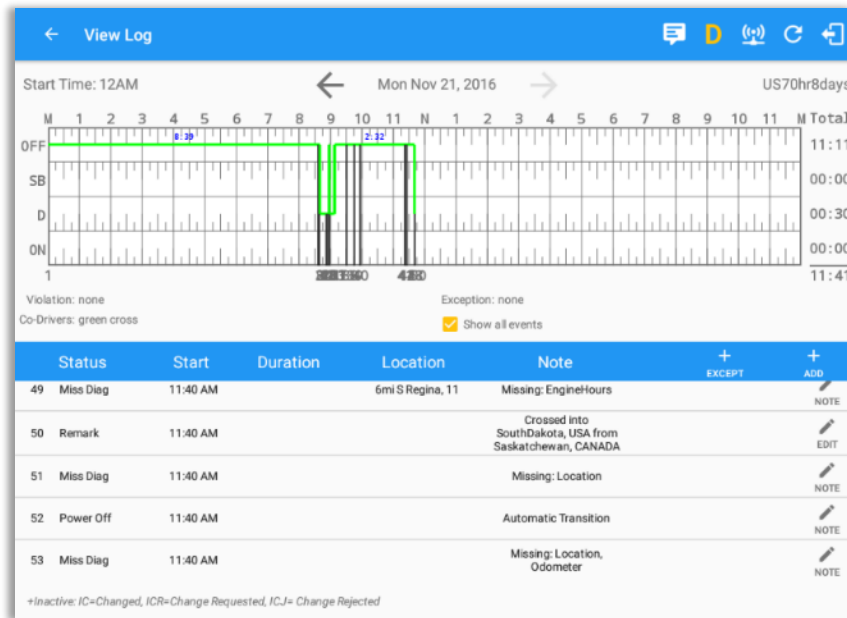 View Log
D
Start Time: 12AM
Mon Nov 21, 2016
US70hr8days
M 1 2 3 4 5 6 7 8 9 10 11 N 1 2 3 4 5 6 7 8 9 10 11 M Total
8:39
2:32
OFF 11:11
SB 00:00
D 00:30
ON 00:00
1
11:41
Violation: none
Exception: none
Co-Drivers: green cross
Show all events
Status Start Duration Location Note + EXCEPT + ADD
49 Miss Diag 11:40 AM 6mi S Regina, 11 Missing: EngineHours NOTE
50 Remark 11:40 AM Crossed into
SouthDakota, USA from
Saskatchewan, CANADA EDIT
51 Miss Diag 11:40 AM Missing: Location NOTE
52 Power Off 11:40 AM Automatic Transition NOTE
53 Miss Diag 11:40 AM Missing: Location,
Odometer NOTE
+Inactive: IC=Changed, ICR=Change Requested, ICJ= Change Rejected